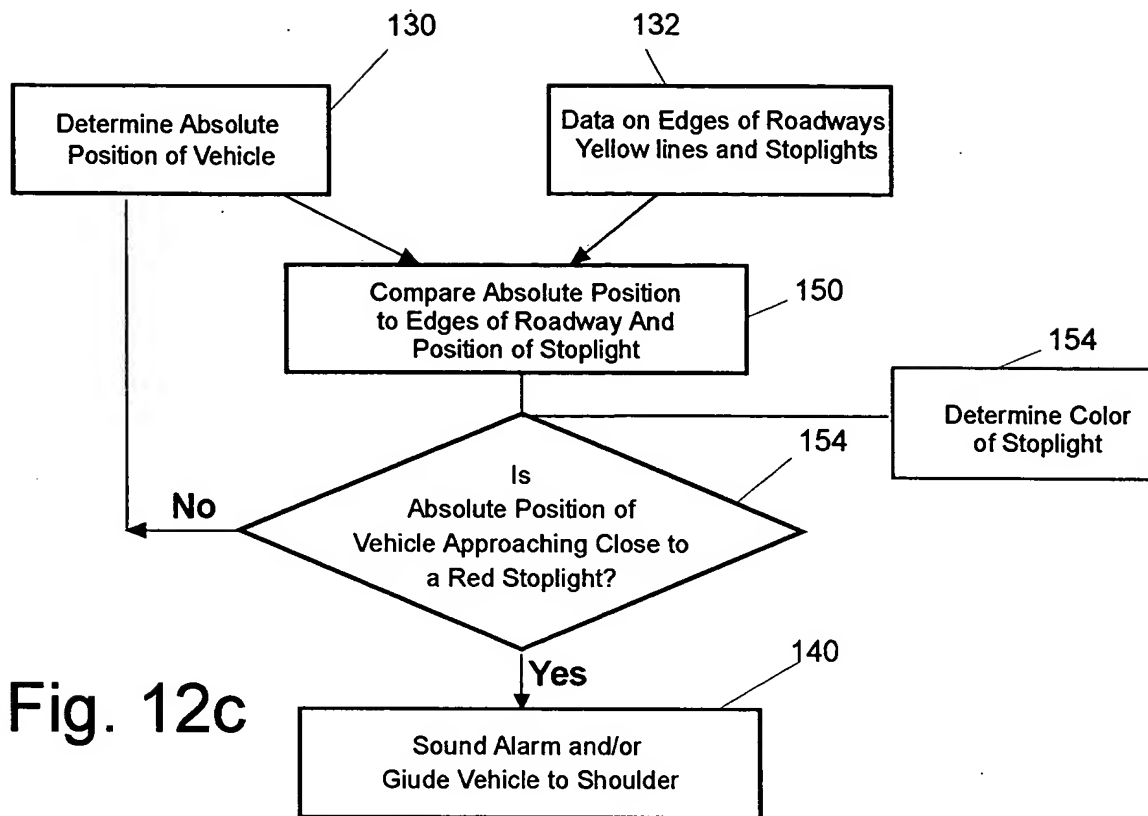 130
132
Determine Absolute
Position of Vehicle
Data on Edges of Roadways
Yellow lines and Stoplights
Compare Absolute Position
to Edges of Roadway And
Position of Stoplight
150
154
Determine Color
of Stoplight
154
Is
Absolute Position of
Vehicle Approaching Close to
a Red Stoplight?
No
Yes
140
Fig. 12c
Sound Alarm and/or
Giude Vehicle to Shoulder